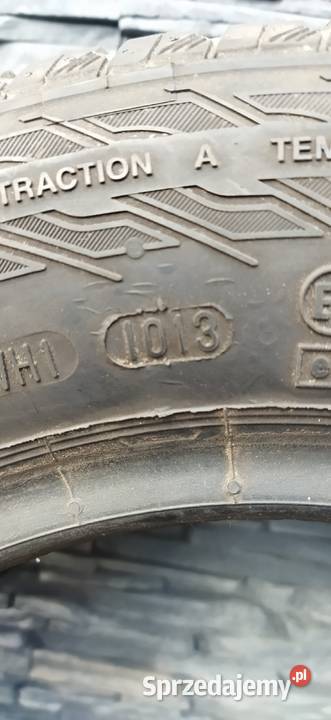 TRACTION A TEM
WH1 1013 E
e
Sprzedajemy.pl